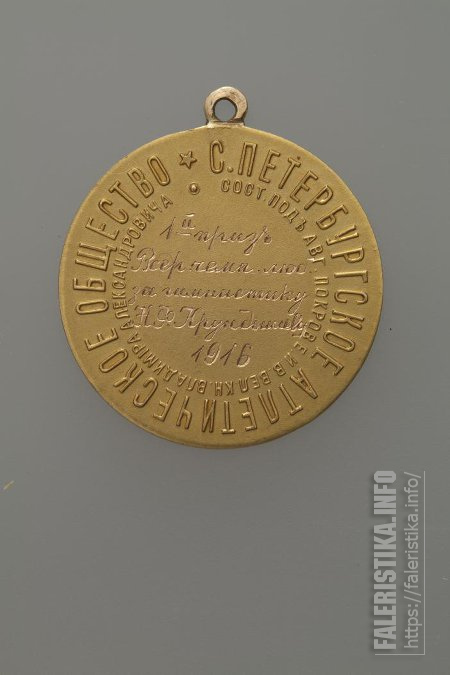 С. ПЕТЕРБУРГСКОЕ АТЛЕТИЧЕСКОЕ ОБЩЕСТВО
СОСТ. ПОДЪ АВГ. ПОКРОВ. Е. И. В. ВЕЛ. КН. ВЛАДИМІРА АЛЕКСАНДРОВИЧА
1й призъ
за гимнастику
1916
FALERISTIKA.INFO
https://faleristika.info/